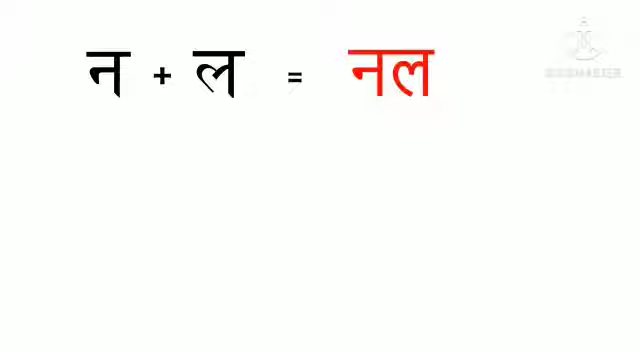 न + ल = नल